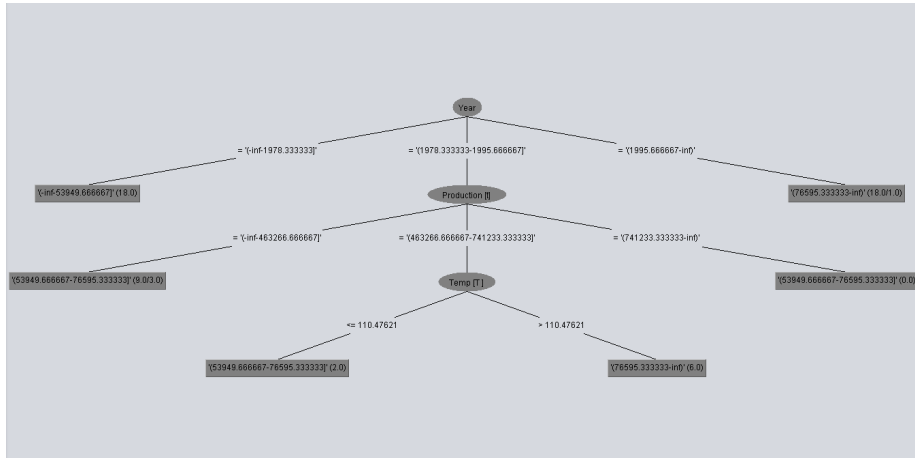 Year
= '(-inf-1978.333333]'
= '(1978.333333-1995.666667]'
= '(1995.666667-inf)'
'(-inf-53949.666667]' (18.0)
Production [t]
'(76595.333333-inf)' (18.0/1.0)
= '(-inf-463266.666667]'
= '(463266.666667-741233.333333]'
= '(741233.333333-inf)'
'(53949.666667-76595.333333]' (9.0/3.0)
Temp [T ]
'(53949.666667-76595.333333]' (0.0)
<= 110.47621
> 110.47621
'(53949.666667-76595.333333]' (2.0)
'(76595.333333-inf)' (6.0)